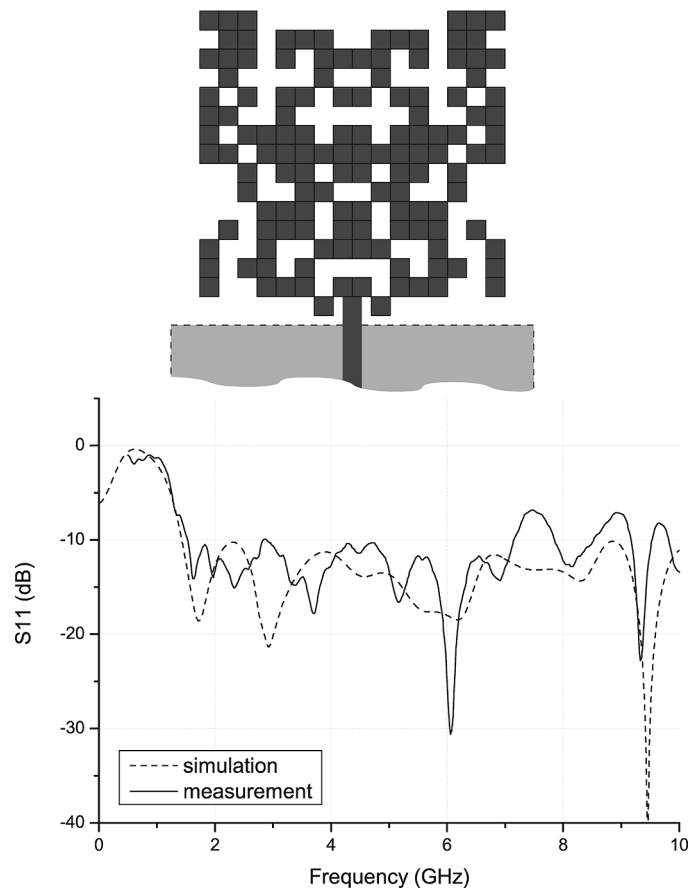 0
-10
-20
-30
-40
S11 (dB)
simulation
measurement
0
2
4
6
8
10
Frequency (GHz)